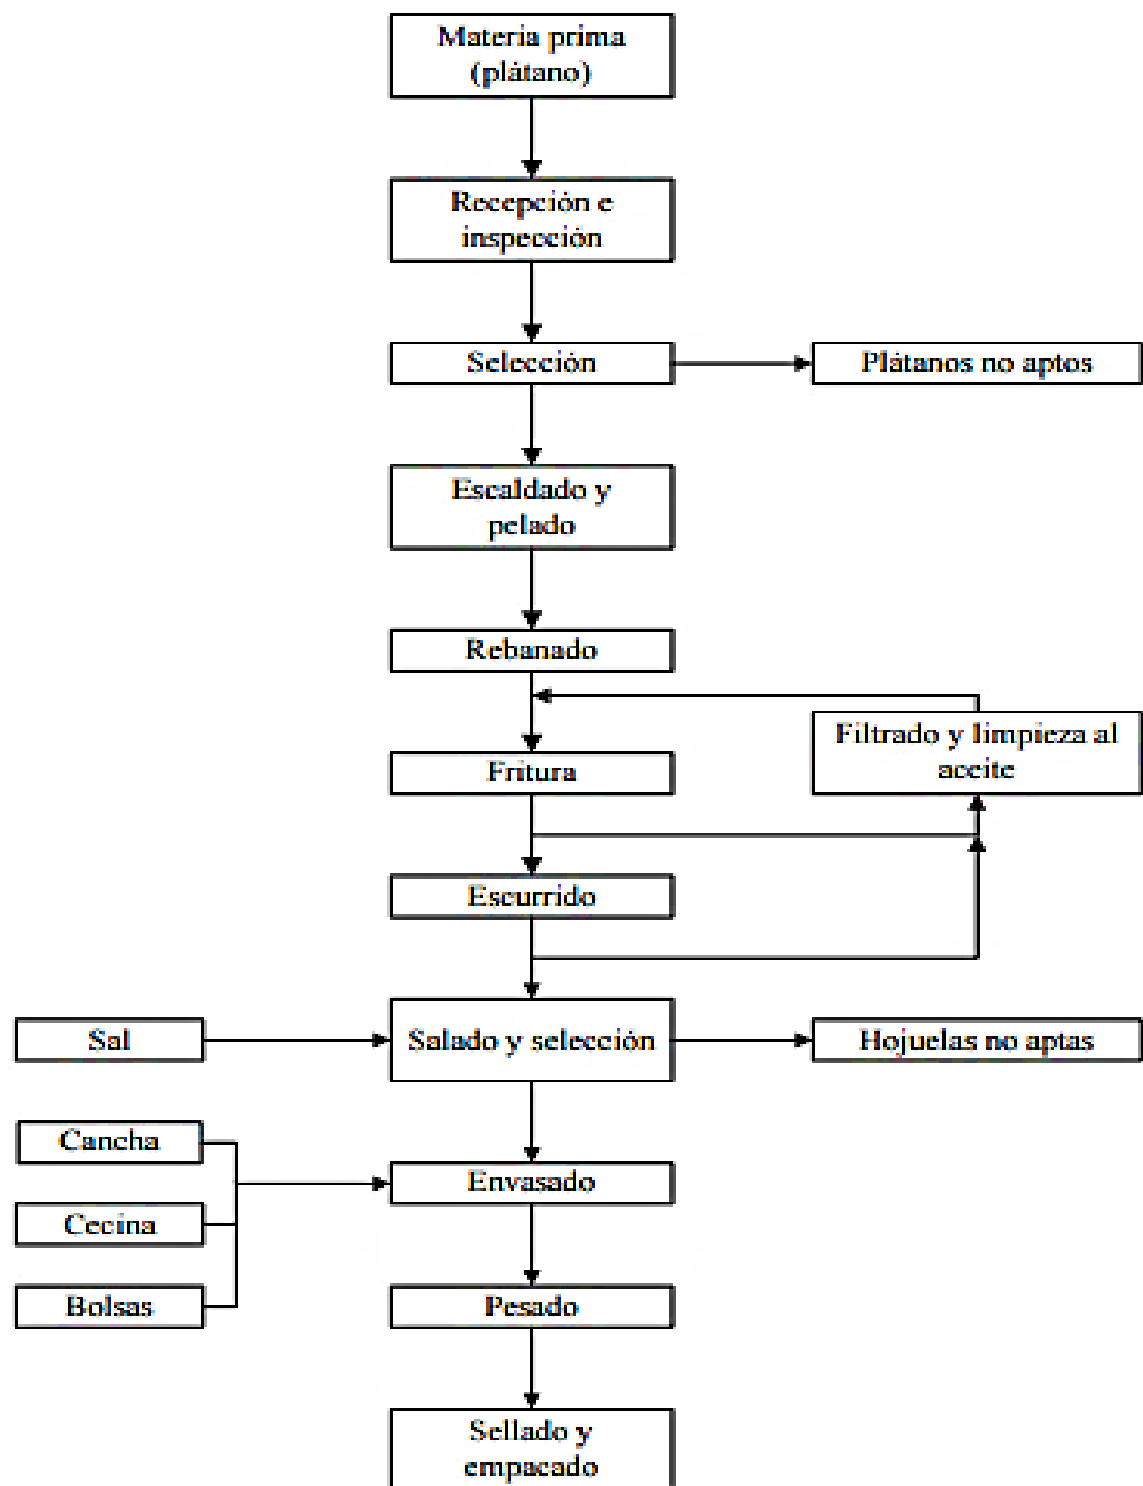 Materia prima
(plátano)
Recepción e
inspección
Selección
Plátanos no aptos
Escaldado y
pelado
Rebanado
Filtrado y limpieza al
aceite
Fritura
Escurrido
Sal
Salado y selección
Hojuelas no aptas
Cancha
Envasado
Cecina
Bolsas
Pesado
Sellado y
empacado